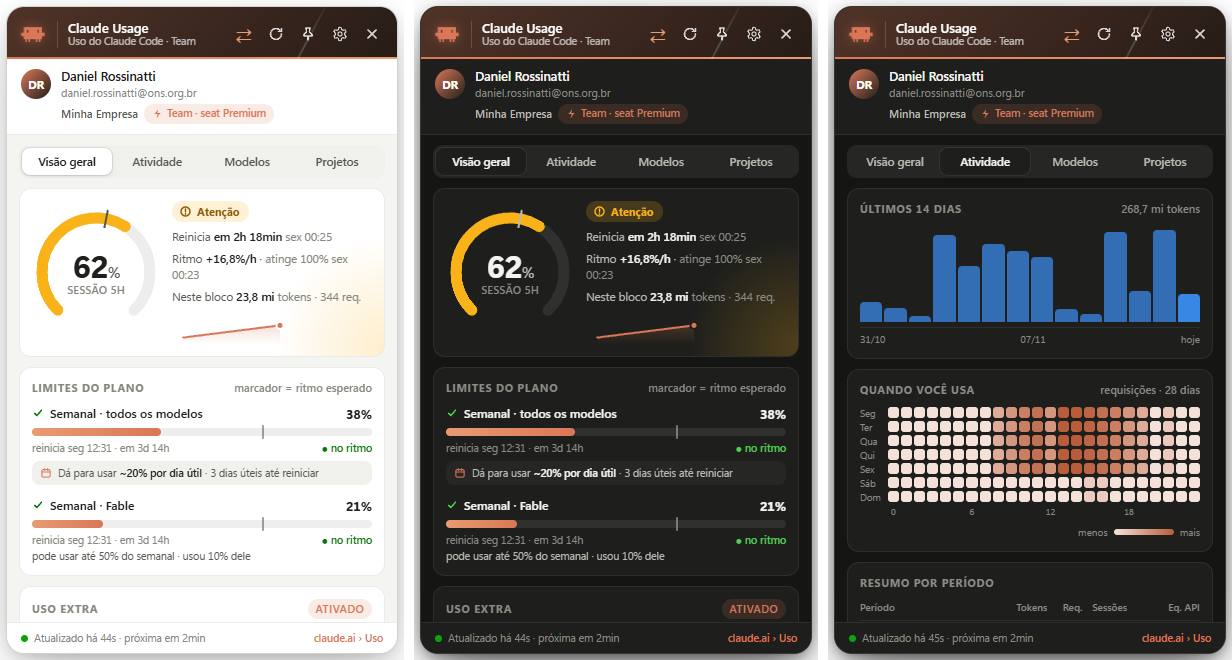 Claude Usage
Uso do Claude Code · Team
DR
Daniel Rossinatti
daniel.rossinatti@ons.org.br
Minha Empresa
Team · seat Premium
Visão geral
Atividade
Modelos
Projetos
62%
SESSÃO 5H
Atenção
Reinicia em 2h 18min sex 00:25
Ritmo +16,8%/h · atinge 100% sex
00:23
Neste bloco 23,8 mi tokens · 344 req.
LIMITES DO PLANO
marcador = ritmo esperado
Semanal · todos os modelos
38%
reinicia seg 12:31 · em 3d 14h
no ritmo
Dá para usar ~20% por dia útil · 3 dias úteis até reiniciar
Semanal · Fable
21%
reinicia seg 12:31 · em 3d 14h
no ritmo
pode usar até 50% do semanal · usou 10% dele
USO EXTRA
ATIVADO
Atualizado há 44s · próxima em 2min
claude.ai › Uso
Claude Usage
Uso do Claude Code · Team
DR
Daniel Rossinatti
daniel.rossinatti@ons.org.br
Minha Empresa
Team · seat Premium
Visão geral
Atividade
Modelos
Projetos
62%
SESSÃO 5H
Atenção
Reinicia em 2h 18min sex 00:25
Ritmo +16,8%/h · atinge 100% sex
00:23
Neste bloco 23,8 mi tokens · 344 req.
LIMITES DO PLANO
marcador = ritmo esperado
Semanal · todos os modelos
38%
reinicia seg 12:31 · em 3d 14h
no ritmo
Dá para usar ~20% por dia útil · 3 dias úteis até reiniciar
Semanal · Fable
21%
reinicia seg 12:31 · em 3d 14h
no ritmo
pode usar até 50% do semanal · usou 10% dele
USO EXTRA
ATIVADO
Atualizado há 44s · próxima em 2min
claude.ai › Uso
Claude Usage
Uso do Claude Code · Team
DR
Daniel Rossinatti
daniel.rossinatti@ons.org.br
Minha Empresa
Team · seat Premium
Visão geral
Atividade
Modelos
Projetos
ÚLTIMOS 14 DIAS
268,7 mi tokens
31/10
07/11
hoje
QUANDO VOCÊ USA
requisições · 28 dias
Seg
Ter
Qua
Qui
Sex
Sáb
Dom
0
6
12
18
menos
mais
RESUMO POR PERÍODO
Período
Tokens
Req.
Sessões
Eq. API
Atualizado há 45s · próxima em 2min
claude.ai › Uso